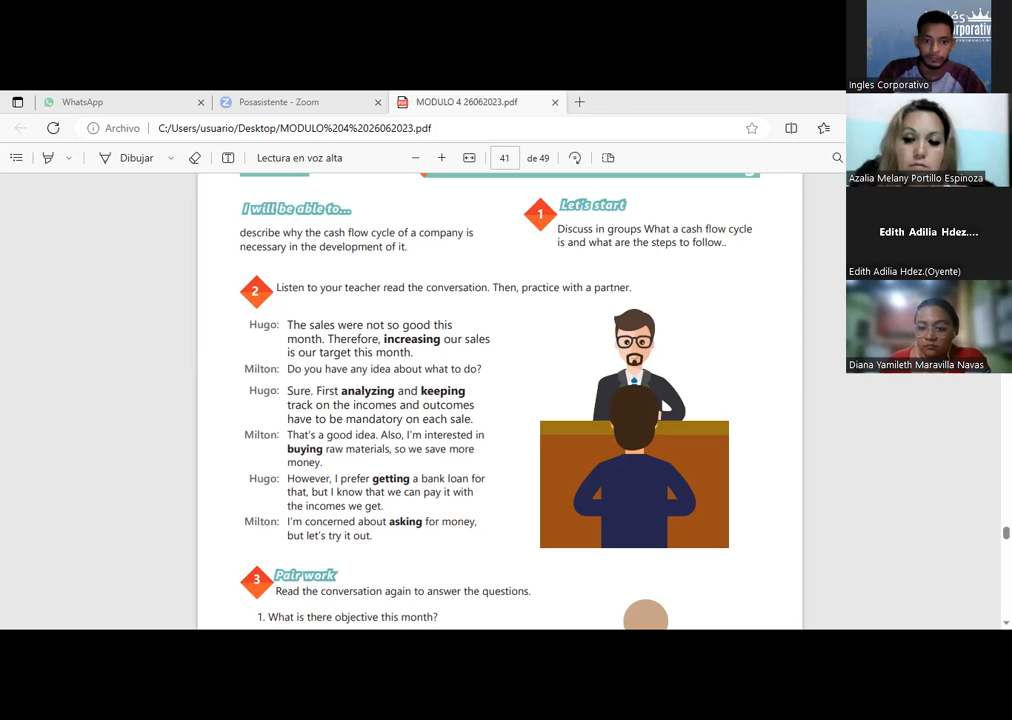 WhatsApp
Posasistente - Zoom
MODULO 4 26062023.pdf
Archivo
C:/Users/usuario/Desktop/MODULO%204%2026062023.pdf
Dibujar
Lectura en voz alta
41
de 49
I will be able to...
describe why the cash flow cycle of a company is
necessary in the development of it.
1
Let's start
Discuss in groups What a cash flow cycle
is and what are the steps to follow..
2
Listen to your teacher read the conversation. Then, practice with a partner.
Hugo: The sales were not so good this
month. Therefore, increasing our sales
is our target this month.
Milton: Do you have any idea about what to do?
Hugo: Sure. First analyzing and keeping
track on the incomes and outcomes
have to be mandatory on each sale.
Milton: That's a good idea. Also, I'm interested in
buying raw materials, so we save more
money.
Hugo: However, I prefer getting a bank loan for
that, but I know that we can pay it with
the incomes we get.
Milton: I'm concerned about asking for money,
but let's try it out.
3
Pair work
Read the conversation again to answer the questions.
1. What is there objective this month?
Ingles Corporativo
Azalia Melany Portillo Espinoza
Edith Adilia Hdez....
Edith Adilia Hdez.(Oyente)
Diana Yamileth Maravilla Navas